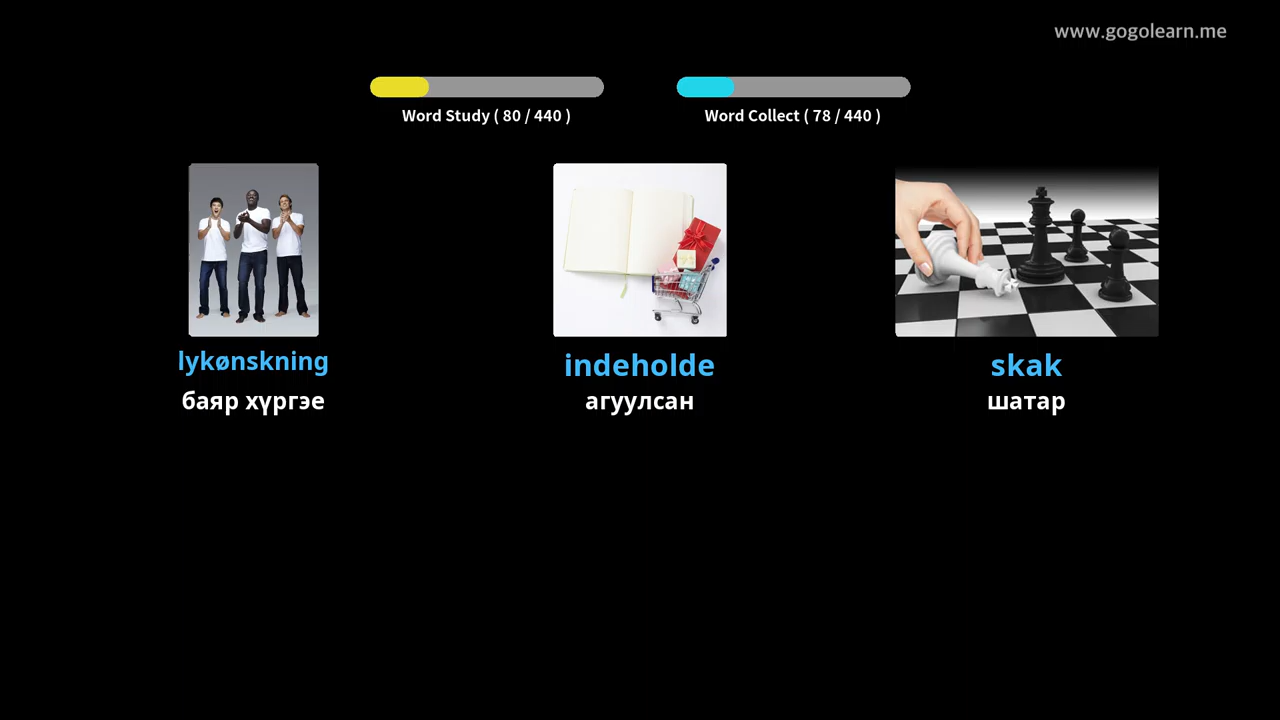 www.gogolearn.me
Word Study ( 80 / 440 )
Word Collect ( 78 / 440 )
lykønskning
баяр хүргэе
indeholde
агуулсан
skak
шатар